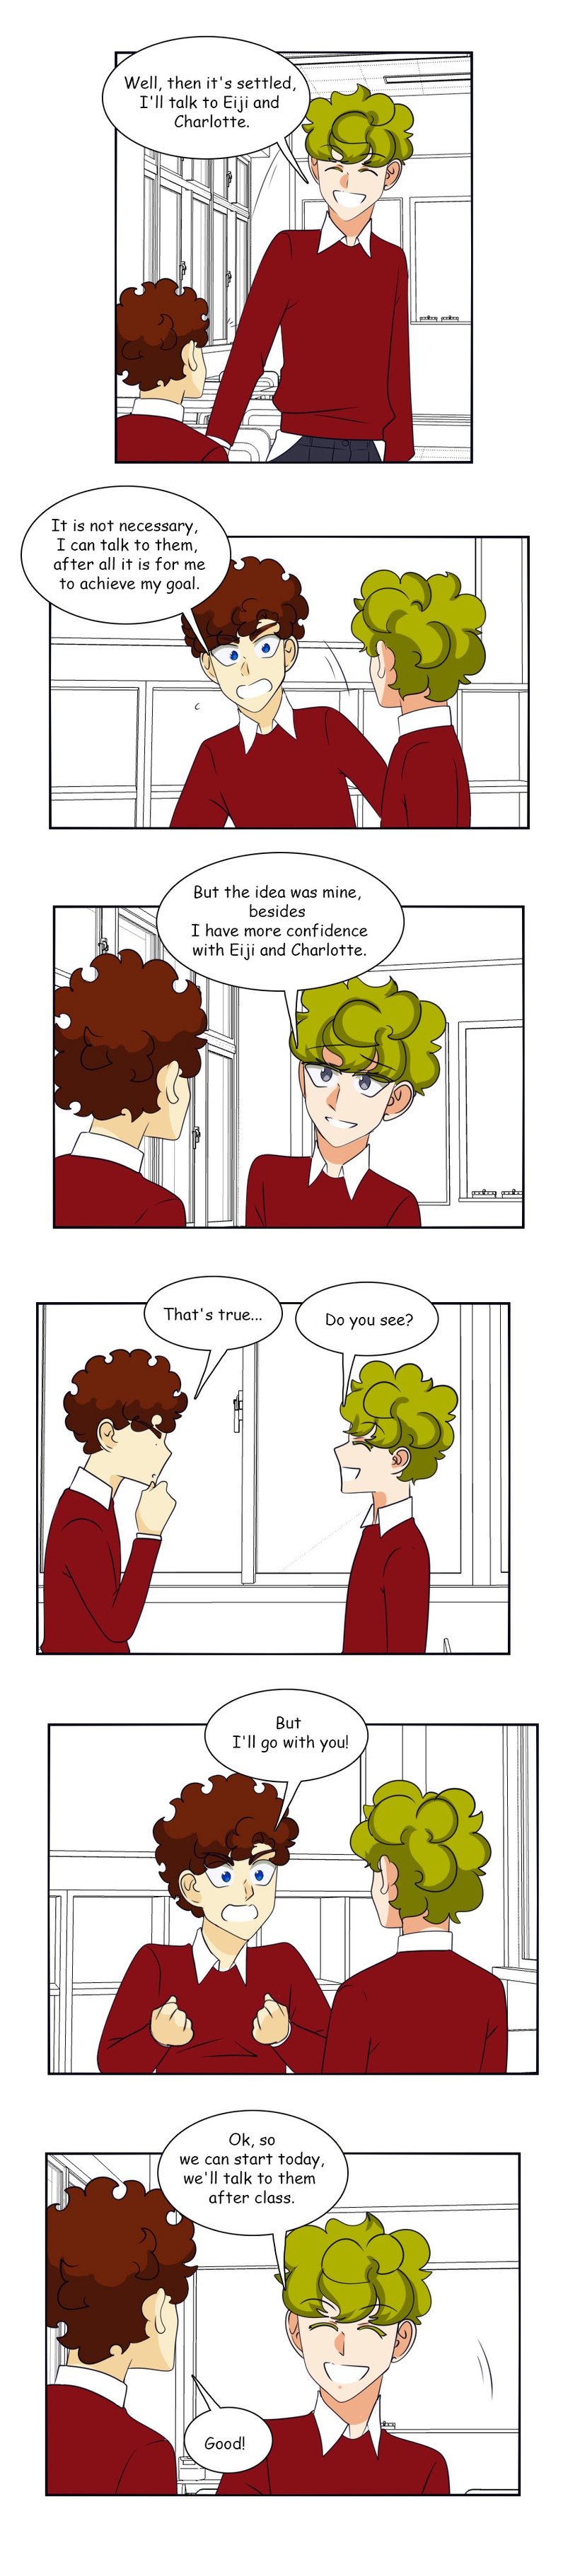 Well, then it's settled,
I'll talk to Eiji and
Charlotte.
It is not necessary,
I can talk to them,
after all it is for me
to achieve my goal.
But the idea was mine,
besides
I have more confidence
with Eiji and Charlotte.
That's true...
Do you see?
But
I'll go with you!
Ok, so
we can start today,
we'll talk to them
after class.
Good!